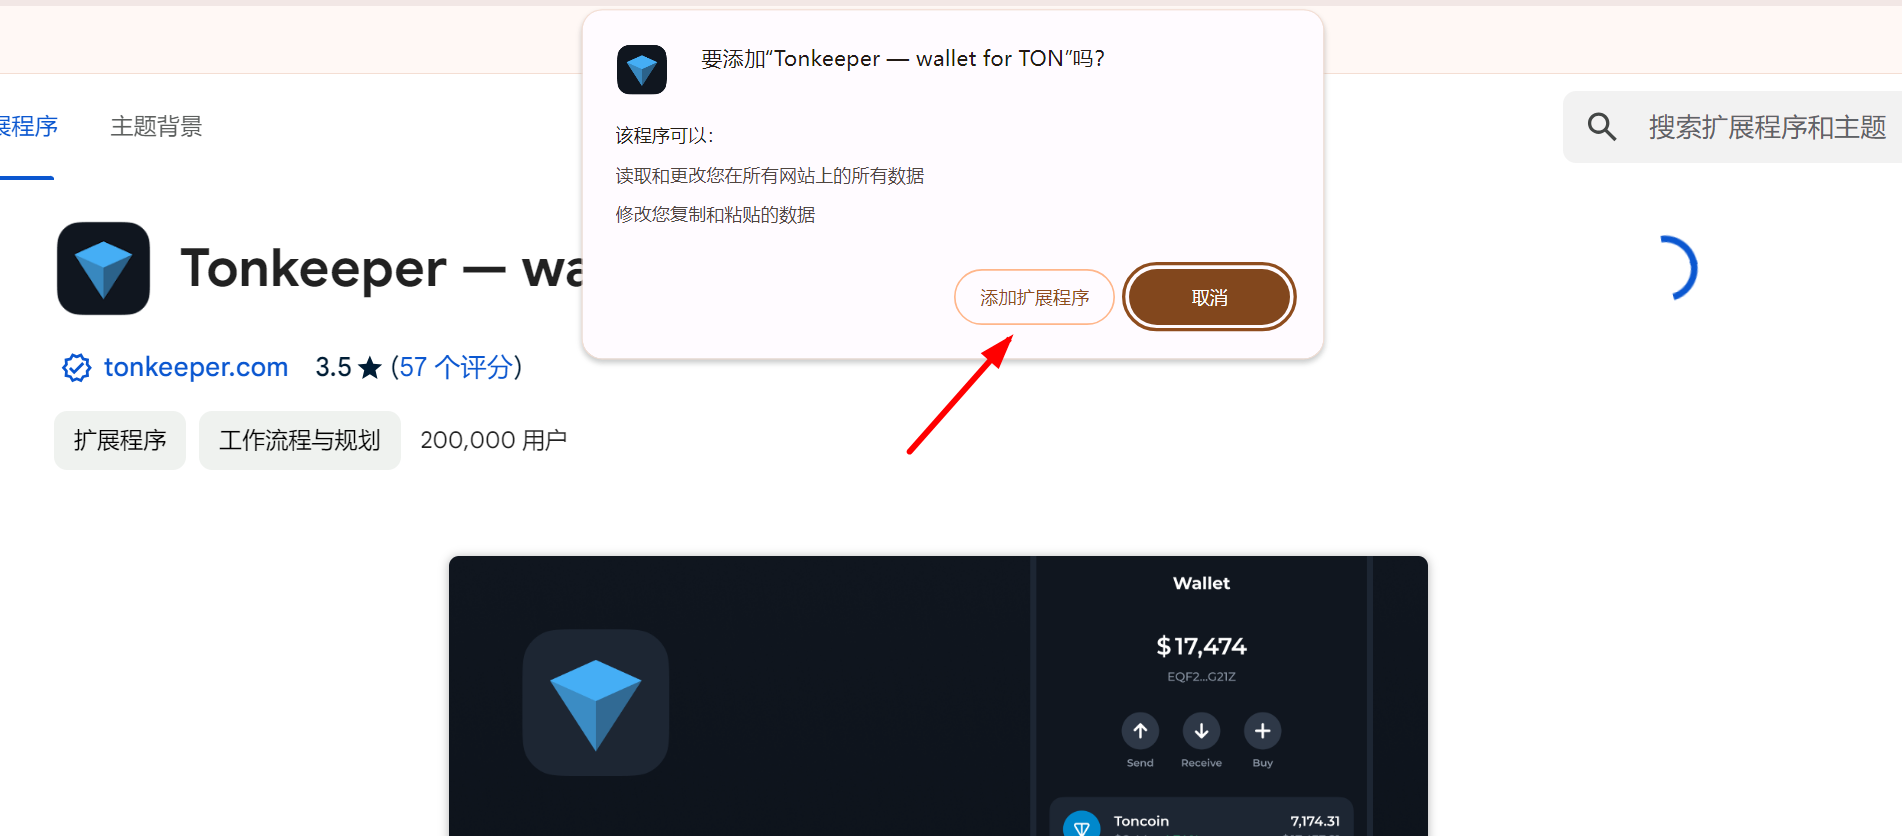 要添加“Tonkeeper — wallet for TON”吗？
该程序可以：
读取和更改您在所有网站上的所有数据
修改您复制和粘贴的数据
添加扩展程序
取消
展程序
主题背景
搜索扩展程序和主题
Tonkeeper — wa
tonkeeper.com 3.5★ (57 个评分)
扩展程序
工作流程与规划
200,000 用户
Wallet
$17,474
EQF2...G21Z
Send
Receive
Buy
Toncoin
7,174.31